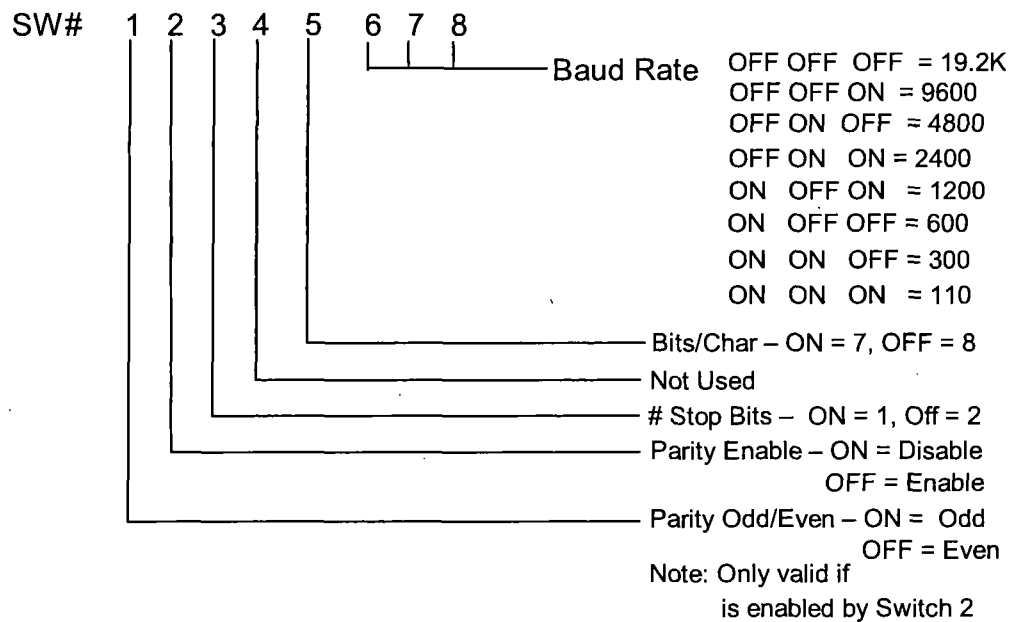 SW# 1 2 3 4 5 6 7 8
Baud Rate OFF OFF OFF = 19.2K
OFF OFF ON = 9600
OFF ON OFF = 4800
OFF ON ON = 2400
ON OFF ON = 1200
ON OFF OFF = 600
ON ON OFF = 300
ON ON ON = 110
Bits/Char – ON = 7, OFF = 8
Not Used
# Stop Bits – ON = 1, Off = 2
Parity Enable – ON = Disable
OFF = Enable
Parity Odd/Even – ON = Odd
OFF = Even
Note: Only valid if
is enabled by Switch 2